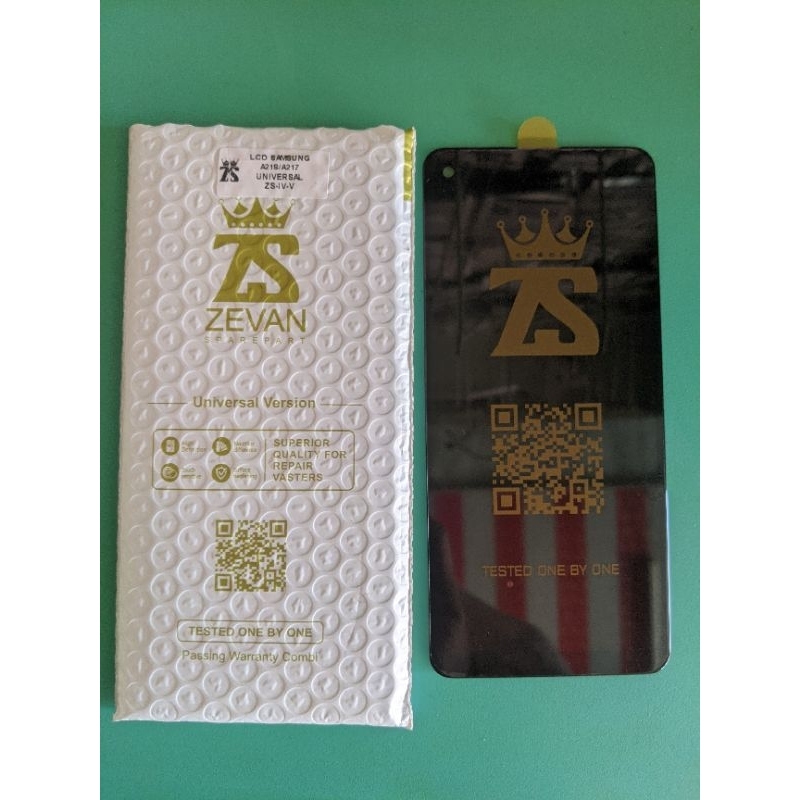 LCD SAMSUNG
A21S/A217
UNIVERSAL
ZS-IV-V
ZS
ZEVAN
SPAREPART
Universal Version
SUPERIOR
QUALITY FOR
REPAIR
VASTERS
TESTED ONE BY ONE
Passing Warranty Combi
ZS
TESTED ONE BY ONE